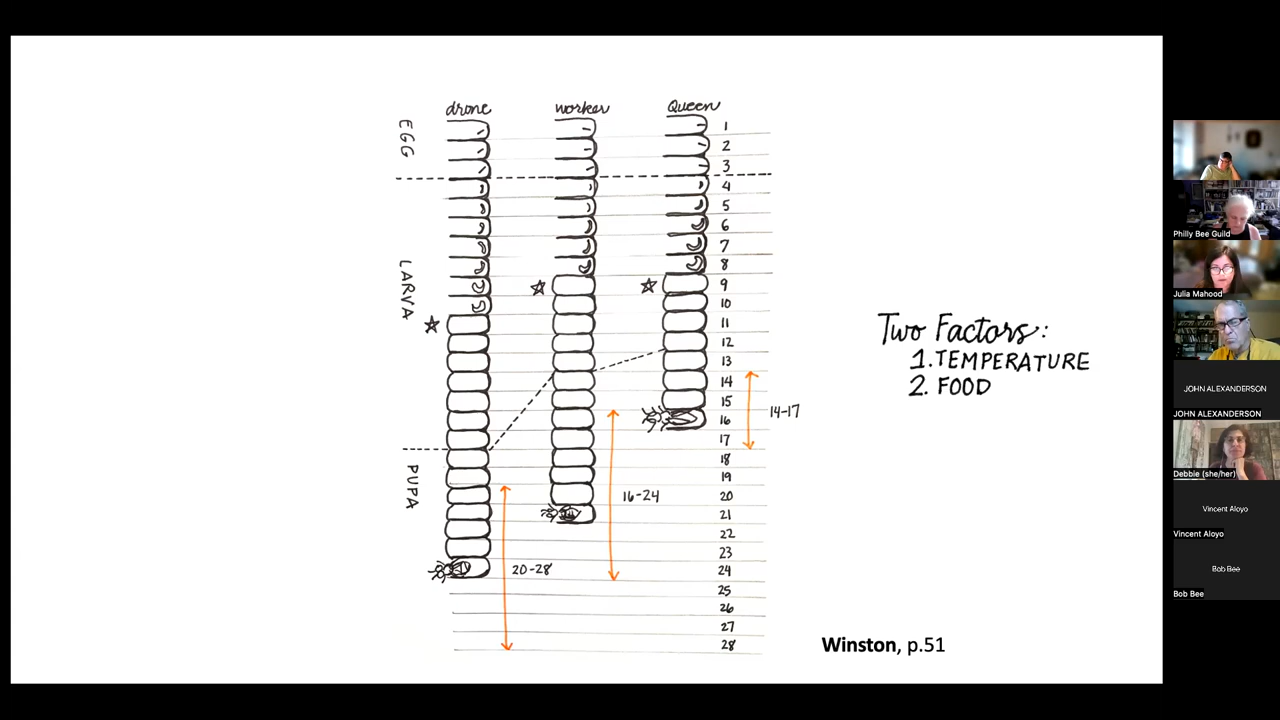 drone worker Queen
EGG
LARVA
PUPA
1
2
3
4
5
6
7
8
9
10
11
12
13
14
15
16
17
18
19
20
21
22
23
24
25
26
27
28
14-17
16-24
20-28
Two Factors:
1. TEMPERATURE
2. FOOD
Winston, p.51
Philly Bee Guild
Julia Mahood
JOHN ALEXANDERSON
JOHN ALEXANDERSON
Debbie (she/her)
Vincent Aloyo
Vincent Aloyo
Bob Bee
Bob Bee